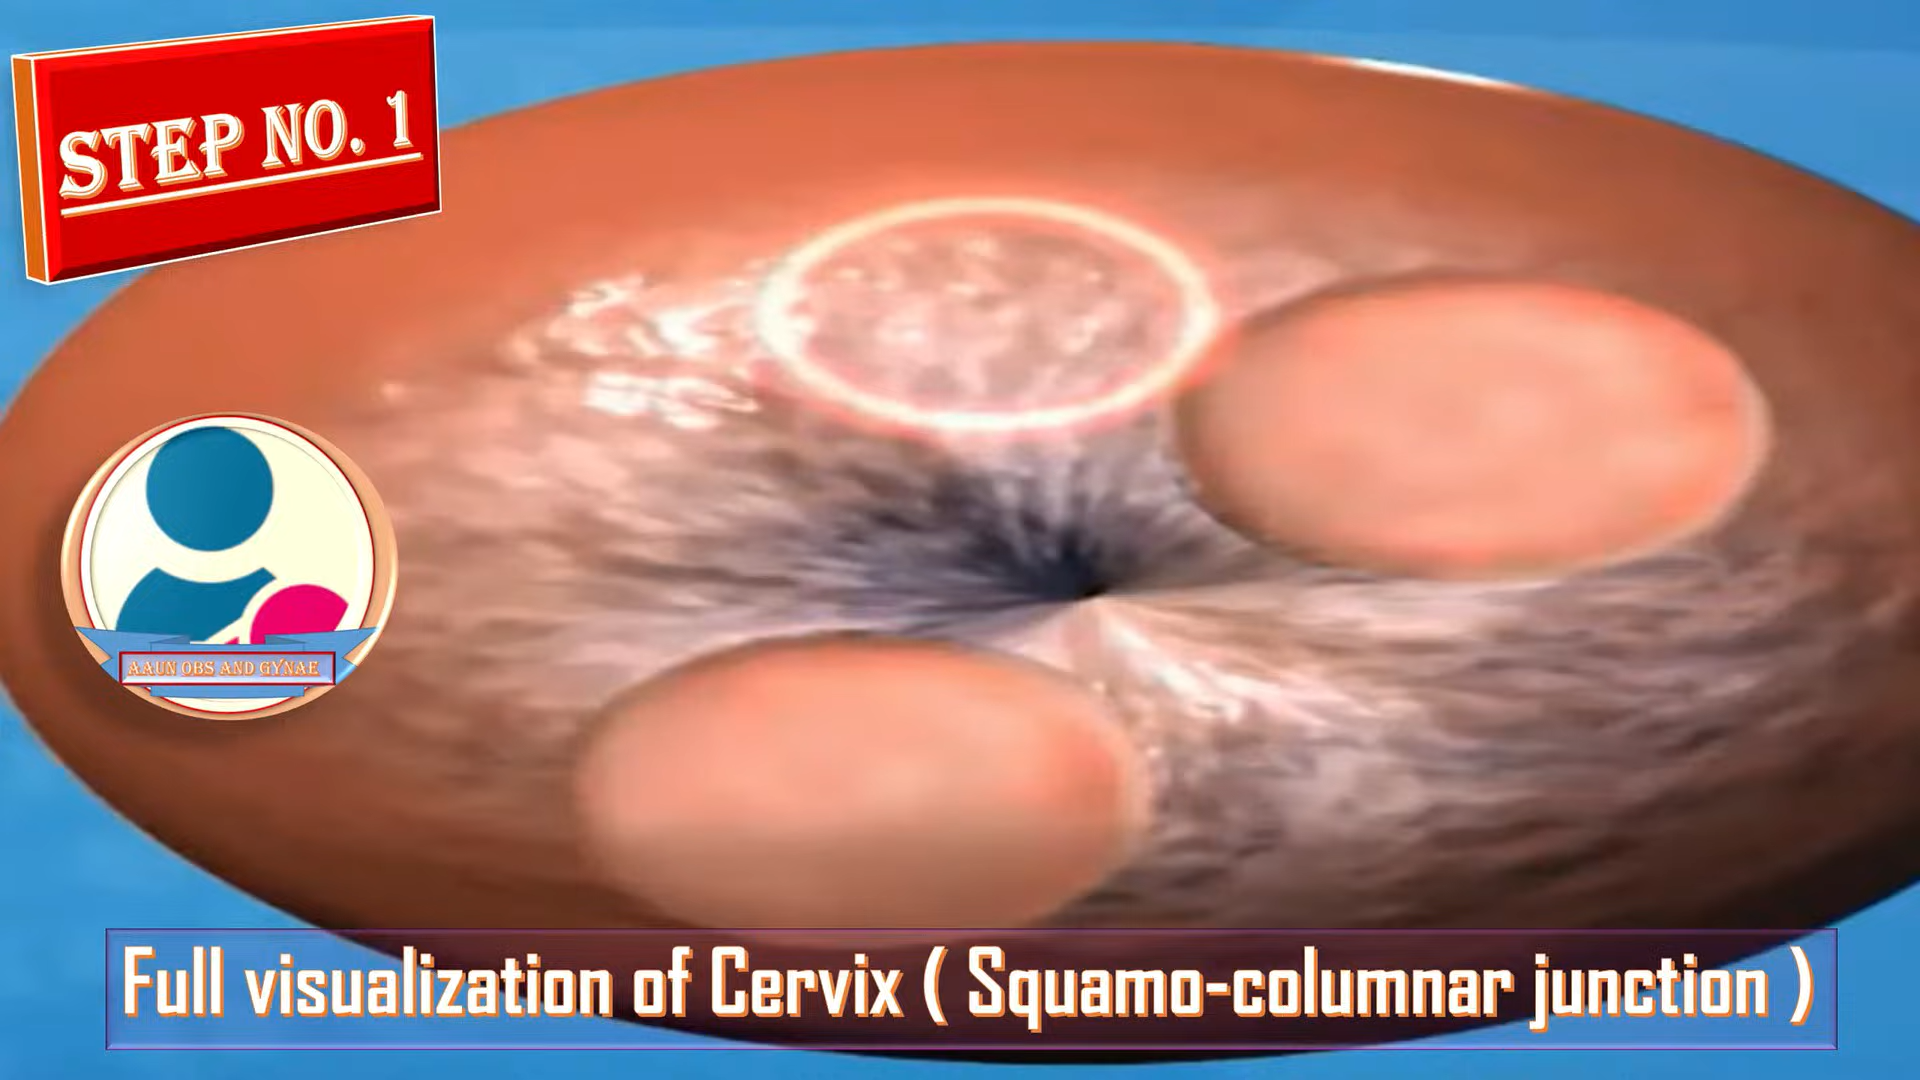 STEP NO. 1
AAUN OBS AND GYNAE
Full visualization of Cervix ( Squamo-columnar junction )